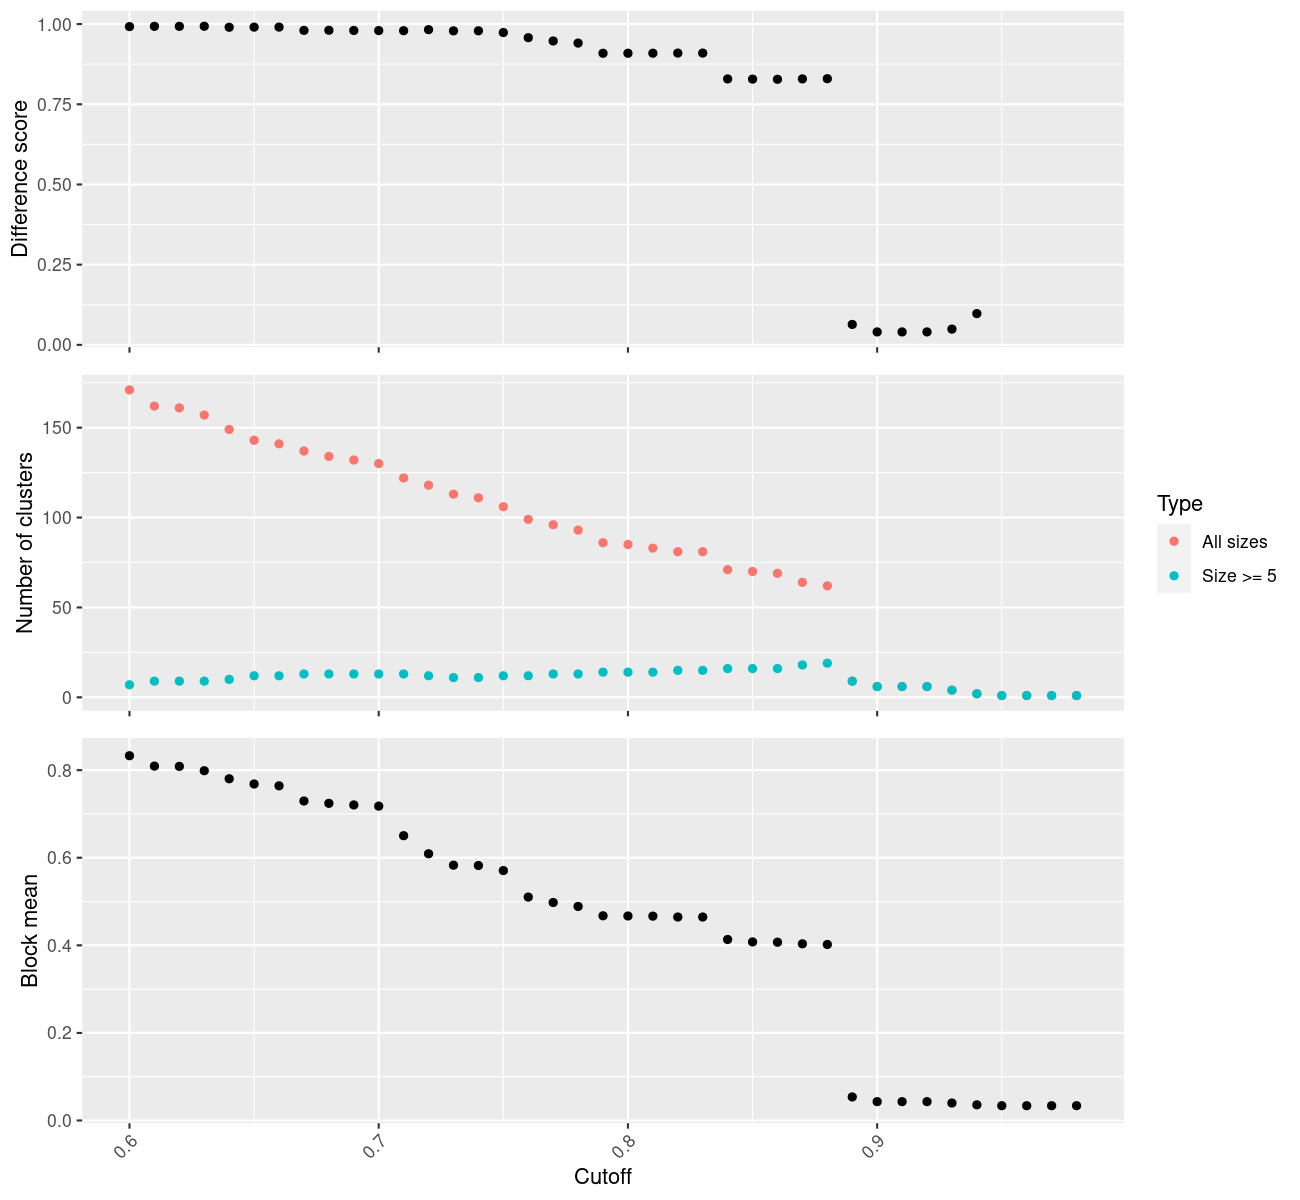 1.00
0.75
0.50
0.25
0.00
Difference score
150
100
50
0
Number of clusters
Type
All sizes
Size >= 5
0.8
0.6
0.4
0.2
0.0
Block mean
0.6 0.7 0.8 0.9
Cutoff